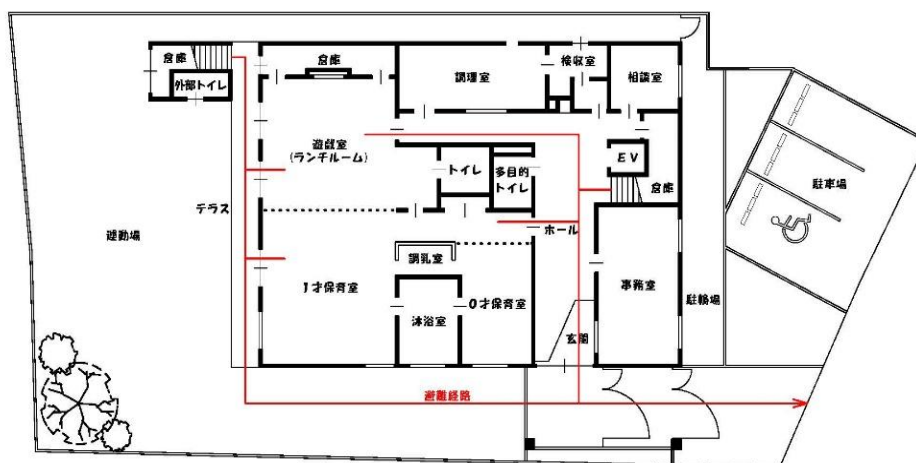 倉庫
外部トイレ
倉庫
調理室
検収室
相談室
遊戯室
(ランチルーム)
トイレ
多目的
トイレ
EV
倉庫
駐車場
テラス
運動場
ホール
調乳室
1才保育室
沐浴室
0才保育室
事務室
駐輪場
玄関
避難経路